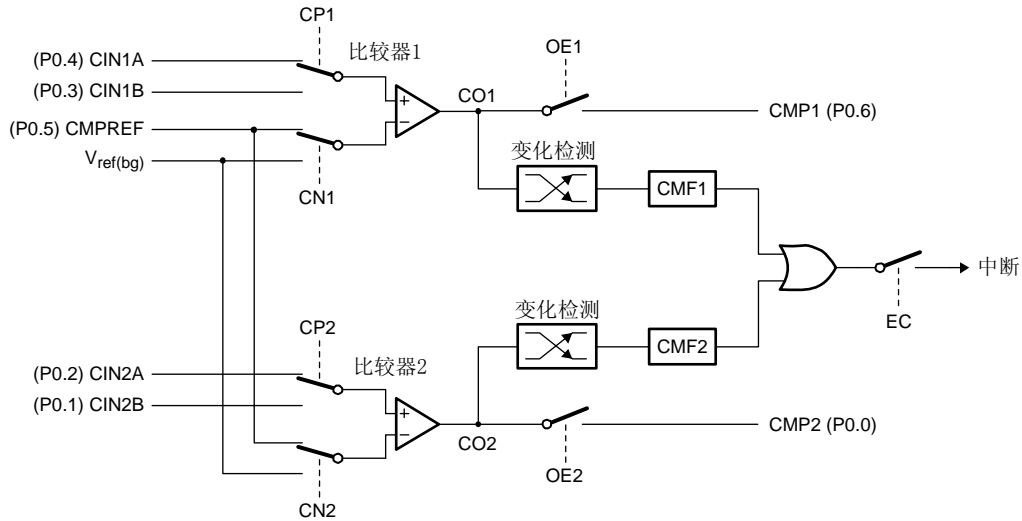 CP1
比较器1
OE1
(P0.4) CIN1A
(P0.3) CIN1B
+
−
CO1
CMP1 (P0.6)
(P0.5) CMPREF
Vref(bg)
变化检测
CN1
CMF1
中断
EC
变化检测
CP2
比较器2
CMF2
(P0.2) CIN2A
(P0.1) CIN2B
+
−
CO2
CMP2 (P0.0)
OE2
CN2